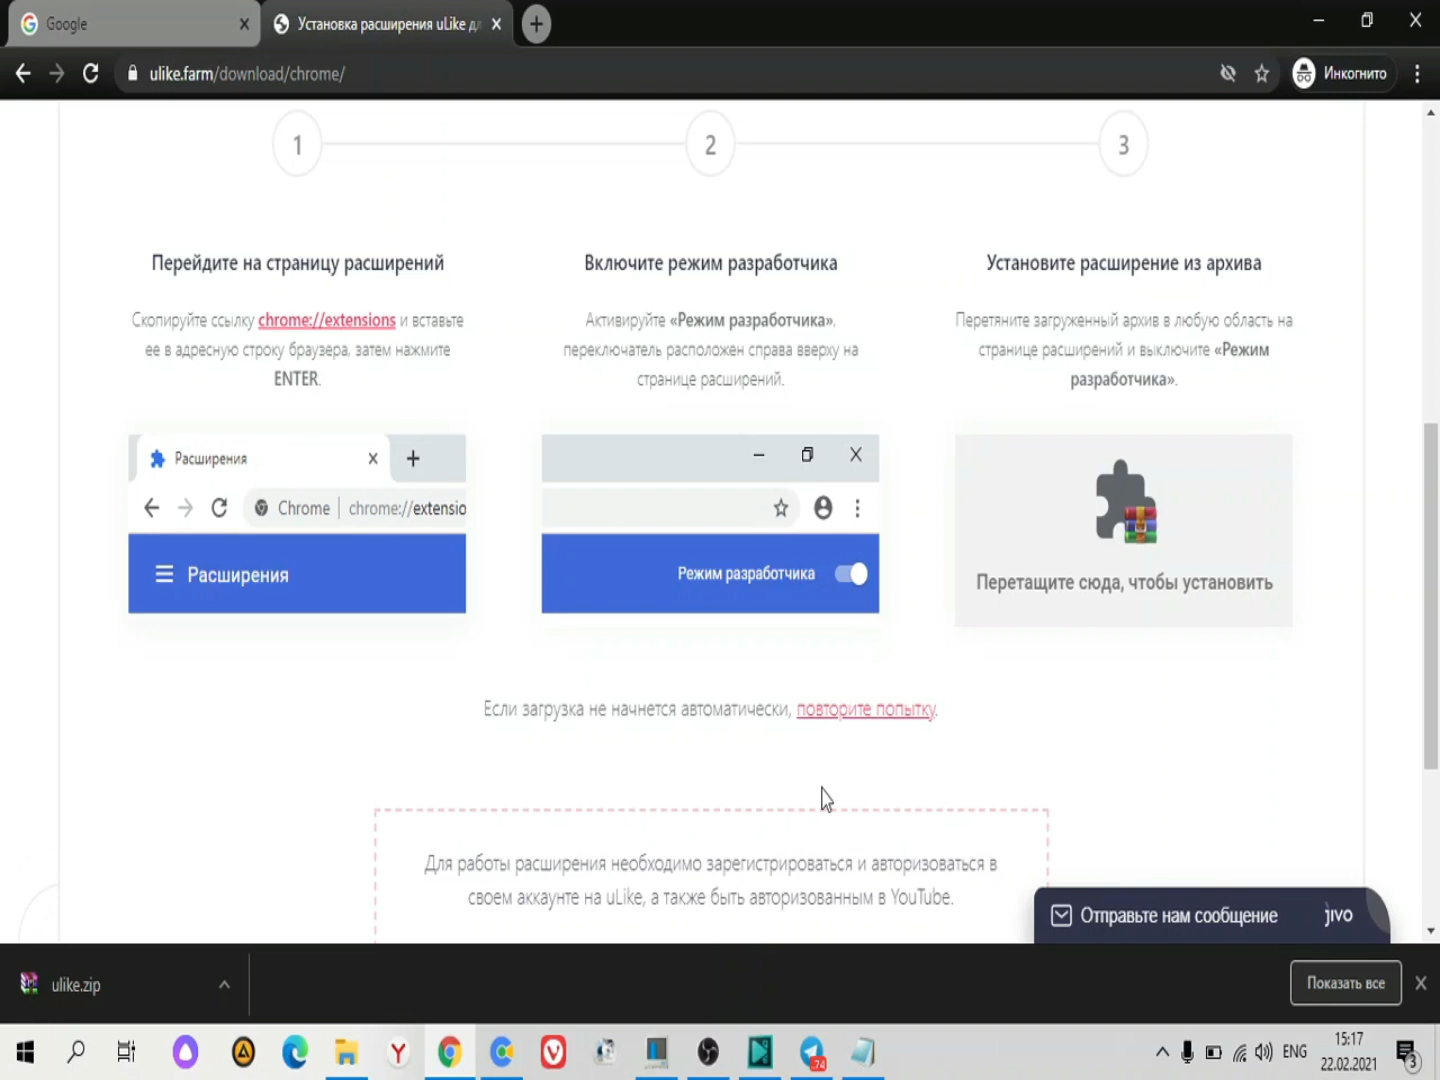 Google
Установка расширения uLike дл
ulike.farm/download/chrome/
Инкогнито
1
2
3
Перейдите на страницу расширений
Скопируйте ссылку chrome://extensions и вставьте
ее в адресную строку браузера, затем нажмите
ENTER.
Включите режим разработчика
Активируйте «Режим разработчика»,
переключатель расположен справа вверху на
странице расширений.
Установите расширение из архива
Перетяните загруженный архив в любую область на
странице расширений и выключите «Режим
разработчика».
Расширения
Chrome
chrome://extensio
Расширения
Режим разработчика
Перетащите сюда, чтобы установить
Если загрузка не начнется автоматически, повторите попытку.
Для работы расширения необходимо зарегистрироваться и авторизоваться в
своем аккаунте на uLike, а также быть авторизованным в YouTube.
Отправьте нам сообщение
jivo
ulike.zip
Показать все
74
ENG
15:17
22.02.2021
3